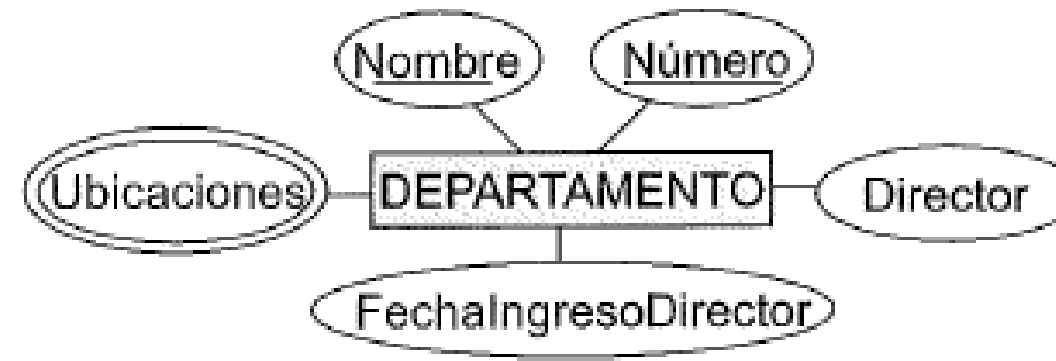 Nombre
Número
Ubicaciones
DEPARTAMENTO
Director
FechaIngresoDirector